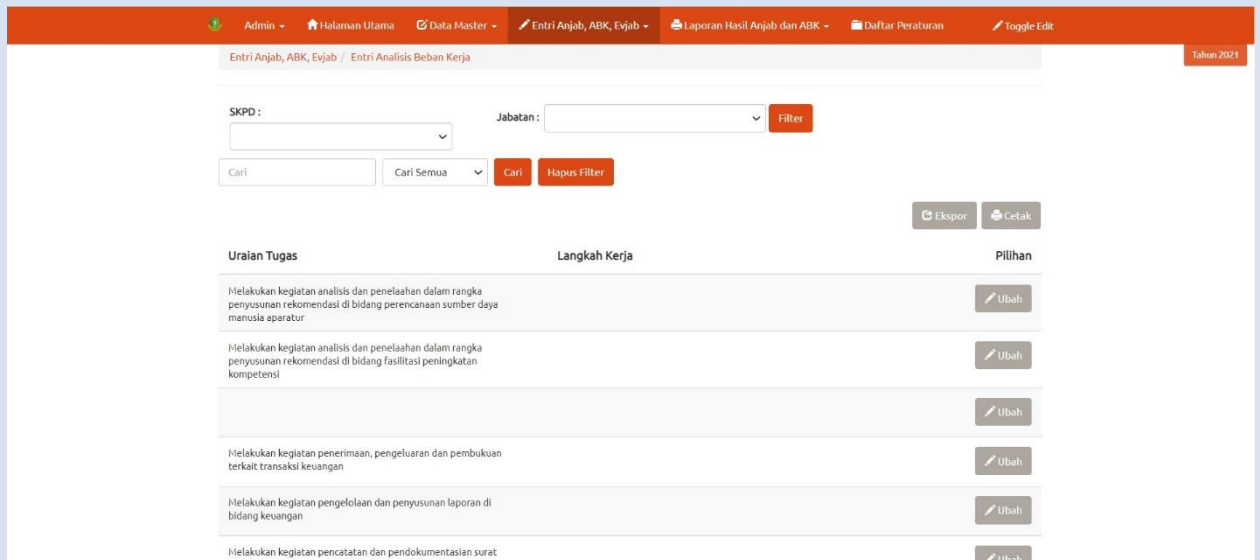 Admin Halaman Utama Data Master Entri Anjab, ABK, Evjab Laporan Hasil Anjab dan ABK Daftar Peraturan Toggle Edit
Entri Anjab, ABK, Evjab / Entri Analisis Beban Kerja
Tahun 2021
SKPD :
Jabatan :
Filter
Cari
Cari Semua
Cari
Hapus Filter
Ekspor
Cetak
Uraian Tugas Langkah Kerja Pilihan
Melakukan kegiatan analisis dan penelaahan dalam rangka
penyusunan rekomendasi di bidang perencanaan sumber daya
manusia aparatur
Ubah
Melakukan kegiatan analisis dan penelaahan dalam rangka
penyusunan rekomendasi di bidang fasilitasi peningkatan
kompetensi
Ubah
Ubah
Melakukan kegiatan penerimaan, pengeluaran dan pembukuan
terkait transaksi keuangan
Ubah
Melakukan kegiatan pengelolaan dan penyusunan laporan di
bidang keuangan
Ubah
Melakukan kegiatan pencatatan dan pendokumentasian surat
Ubah